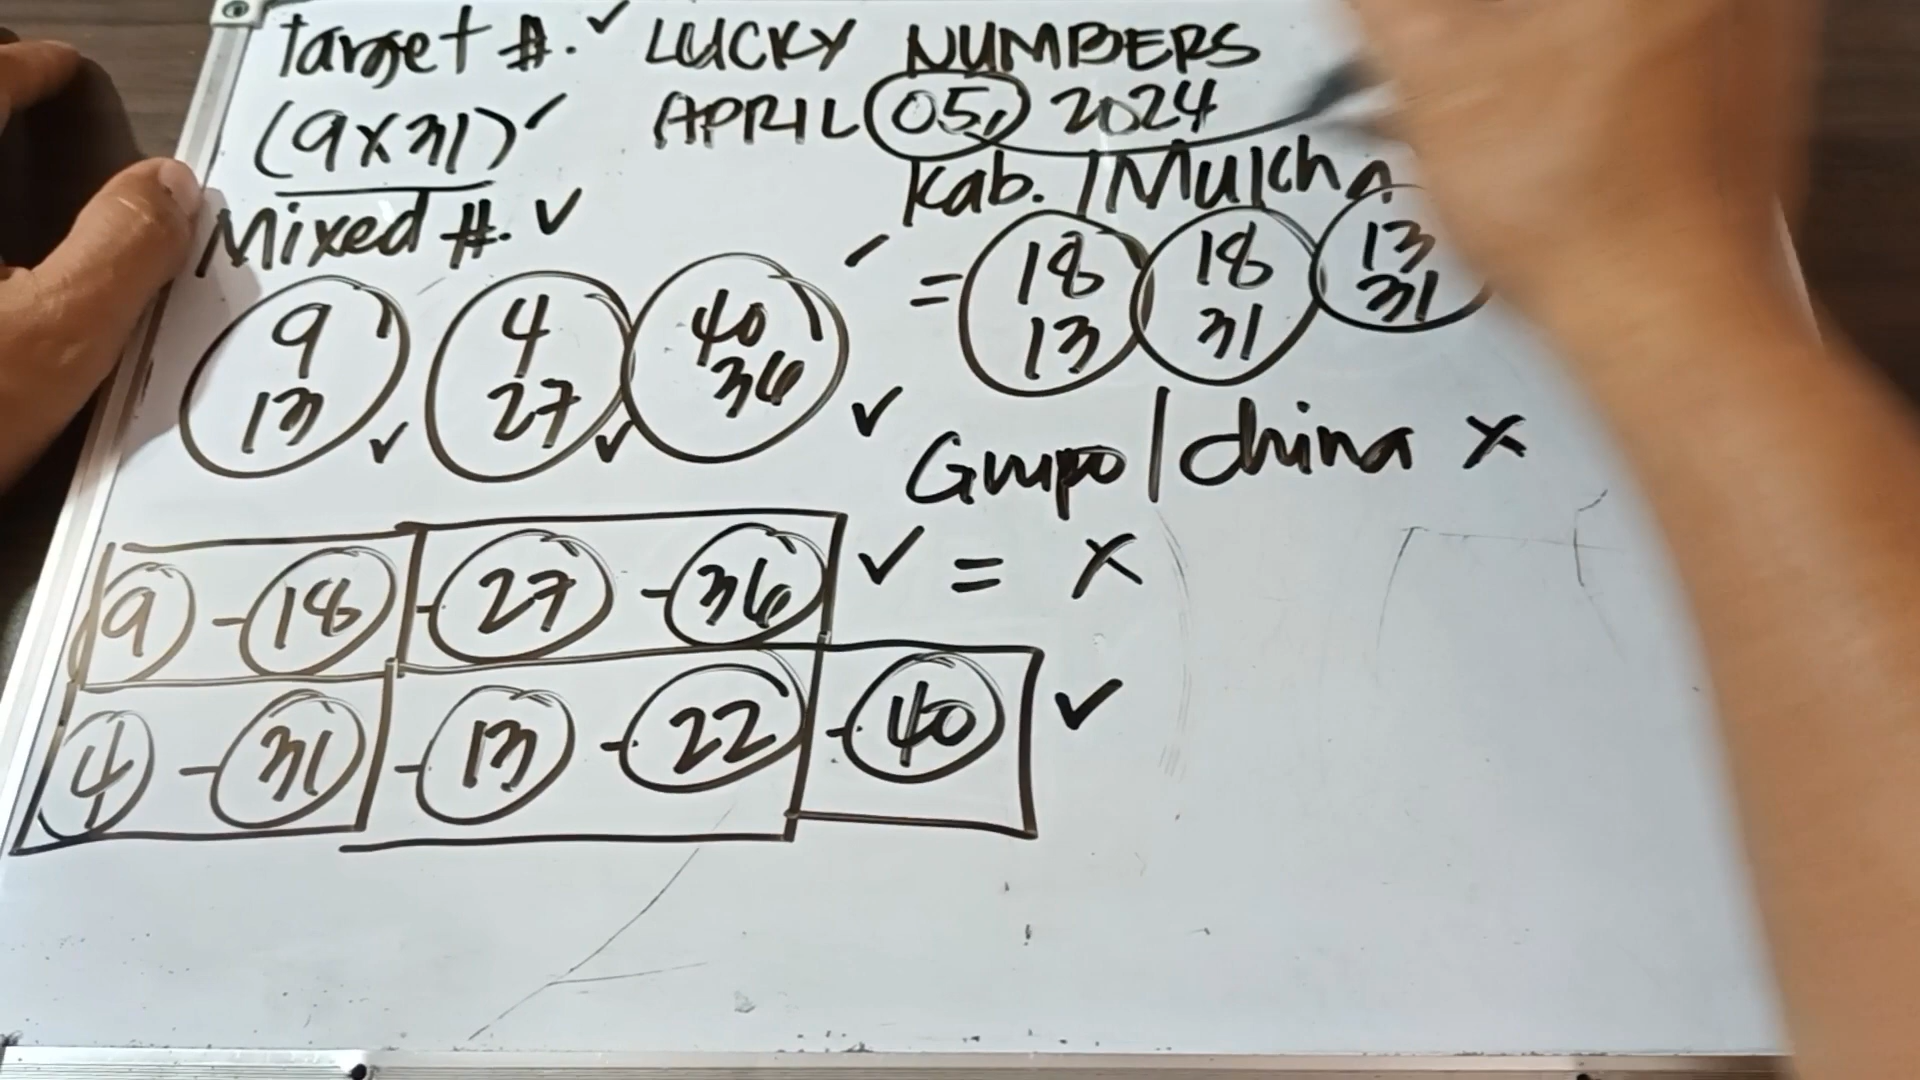 Target #. ✓ LUCKY NUMBERS
(9x31) ✓ APRIL 05, 2024
Mixed #. ✓ Kab. / Mulcha
9 4 40 ✓ = 18 18 13
13 ✓ 27 ✓ 36 ✓ 13 31 31
Grupo / china x
9 - 18 - 27 - 36 ✓ = x
4 - 31 - 13 - 22 - 40 ✓